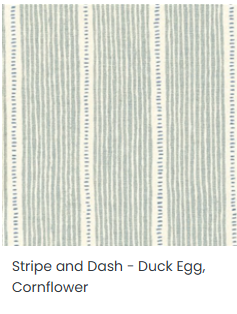 Stripe and Dash - Duck Egg,
Cornflower